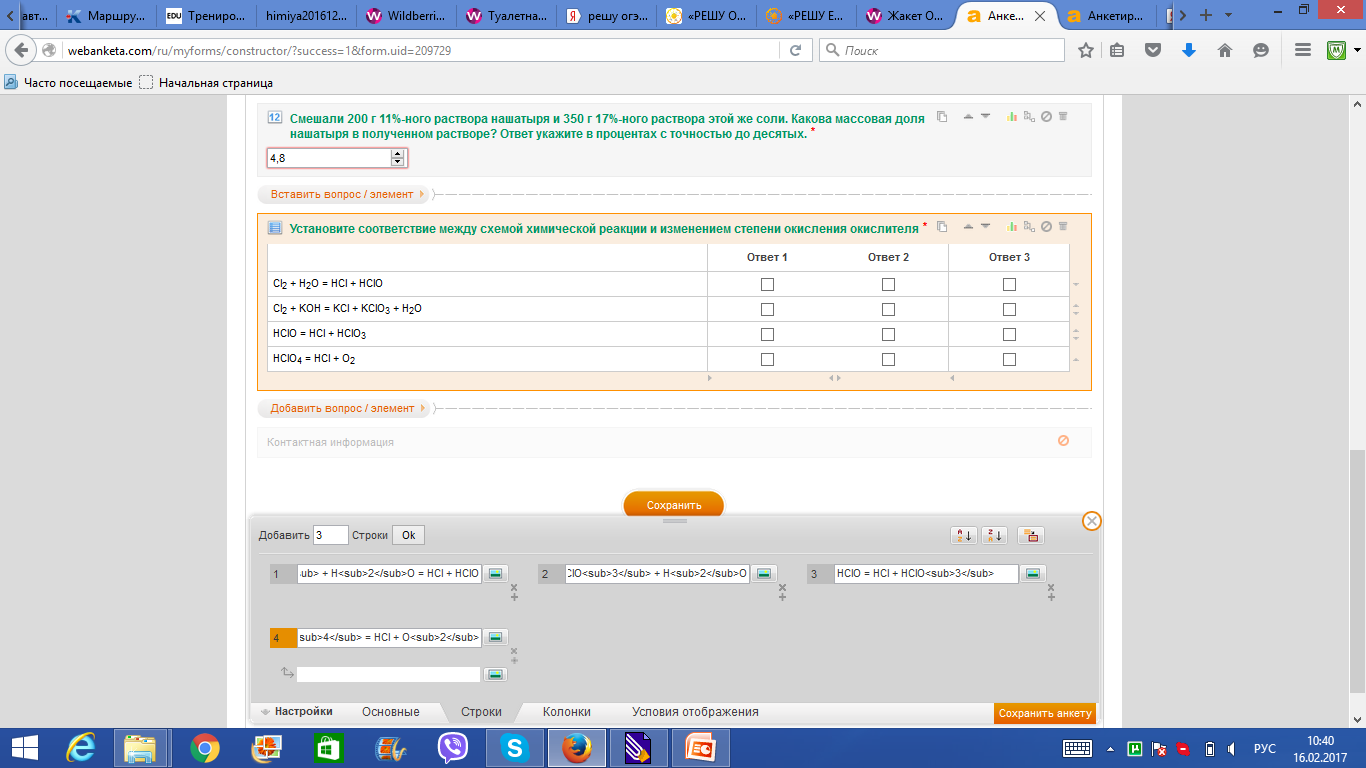 авт...
Маршру...
EDU Трениро...
himiya201612...
Wildberri...
Туалетна...
Я решу огэ...
«РЕШУ О...
«РЕШУ Е...
Жакет О...
a Анке...
a Анкетир...
webanketa.com/ru/myforms/constructor/?success=1&form.uid=209729
Поиск
Часто посещаемые Начальная страница
12 Смешали 200 г 11%-ного раствора нашатыря и 350 г 17%-ного раствора этой же соли. Какова массовая доля
нашатыря в полученном растворе? Ответ укажите в процентах с точностью до десятых. *
4,8
Вставить вопрос / элемент
Установите соответствие между схемой химической реакции и изменением степени окисления окислителя *
Ответ 1 Ответ 2 Ответ 3
Cl₂ + H₂O = HCl + HClO
Cl₂ + KOH = KCl + KClO₃ + H₂O
HClO = HCl + HClO₃
HClO₄ = HCl + O₂
Добавить вопрос / элемент
Контактная информация
Сохранить
Добавить 3 Строки Ok
1 sub> + H<sub>2</sub>O = HCl + HClO
2 ClO<sub>3</sub> + H<sub>2</sub>O
3 HClO = HCl + HClO<sub>3</sub>
4 sub>4</sub> = HCl + O<sub>2</sub>
Настройки Основные Строки Колонки Условия отображения Сохранить анкету
РУС
10:40
16.02.2017